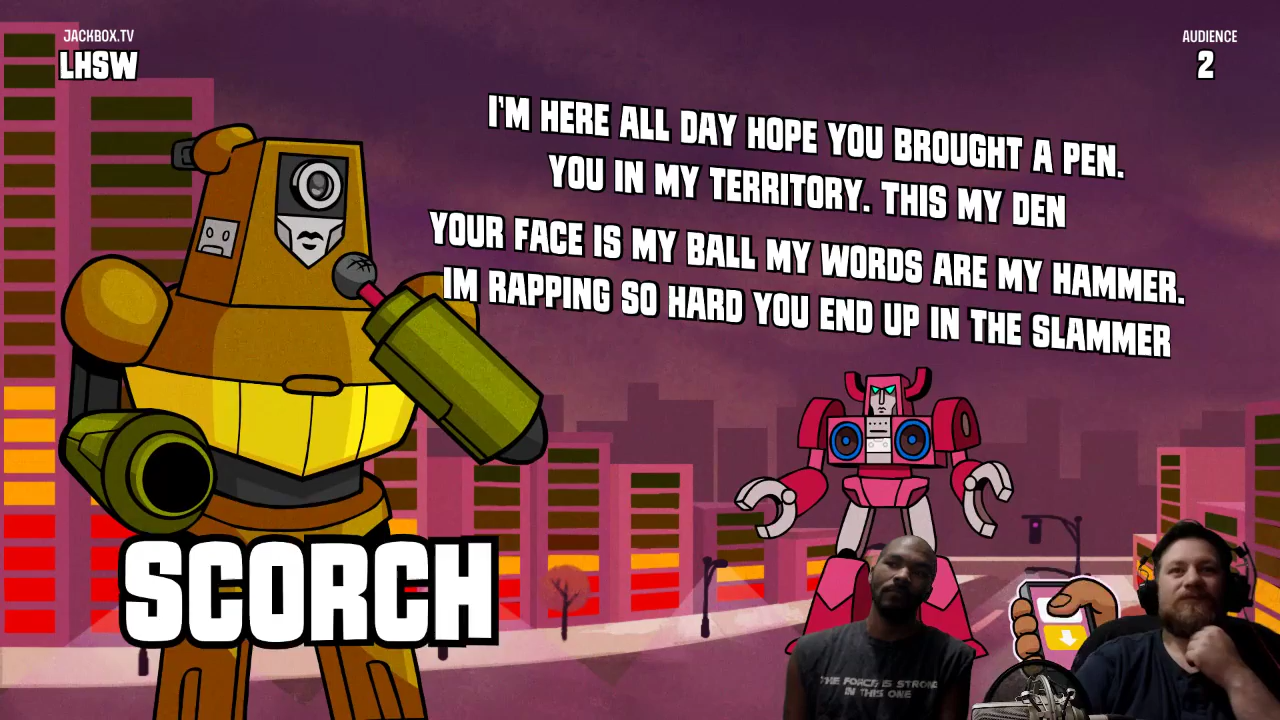 JACKBOX.TV
LHSW
AUDIENCE
2
I'M HERE ALL DAY HOPE YOU BROUGHT A PEN.
YOU IN MY TERRITORY. THIS MY DEN
YOUR FACE IS MY BALL MY WORDS ARE MY HAMMER.
IM RAPPING SO HARD YOU END UP IN THE SLAMMER
SCORCH
THE FORCE IS STRONG
IN THIS ONE